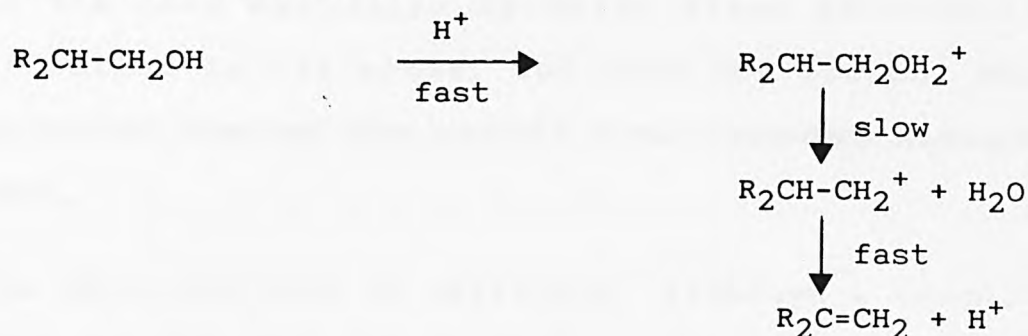 H⁺
R₂CH-CH₂OH
fast
R₂CH-CH₂OH₂⁺
slow
R₂CH-CH₂⁺ + H₂O
fast
R₂C=CH₂ + H⁺